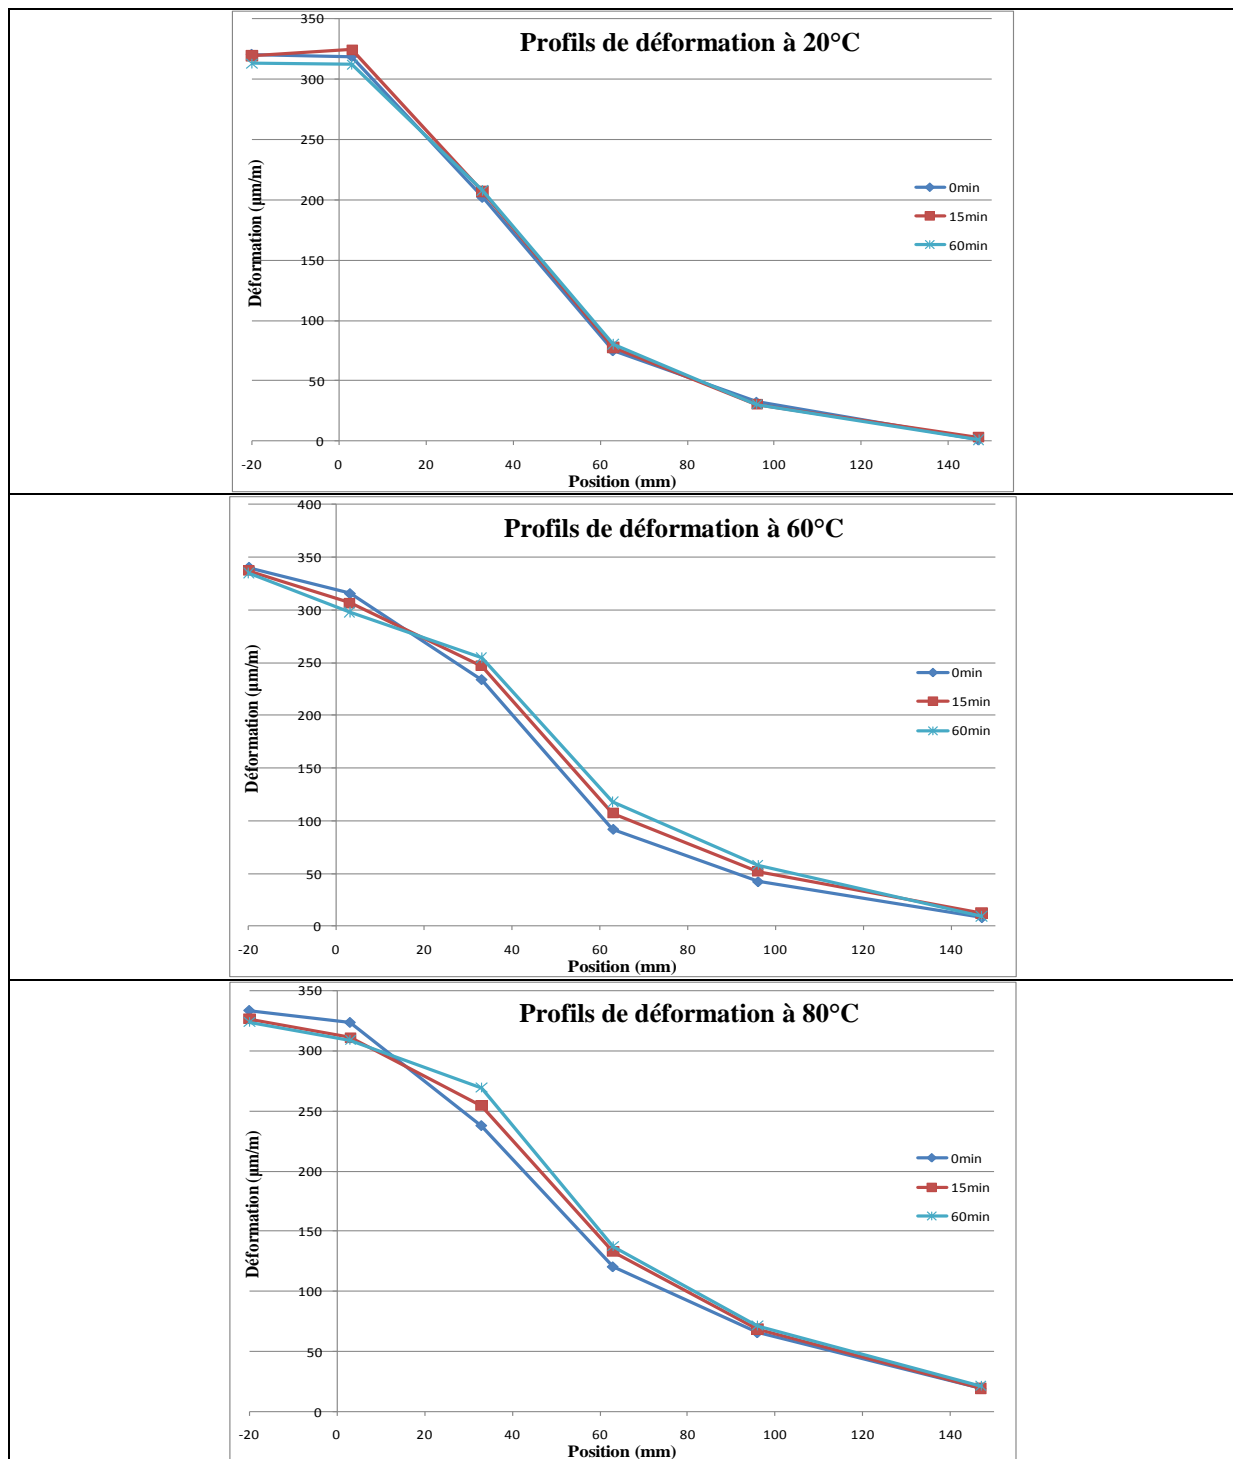 Profils de déformation à 20°C
350
300
250
200
150
100
50
0
Déformation (µm/m)
-20 0 20 40 60 80 100 120 140
Position (mm)
0min
15min
60min
Profils de déformation à 60°C
400
350
300
250
200
150
100
50
0
Déformation (µm/m)
-20 0 20 40 60 80 100 120 140
Position (mm)
0min
15min
60min
Profils de déformation à 80°C
350
300
250
200
150
100
50
0
Déformation (µm/m)
-20 0 20 40 60 80 100 120 140
Position (mm)
0min
15min
60min